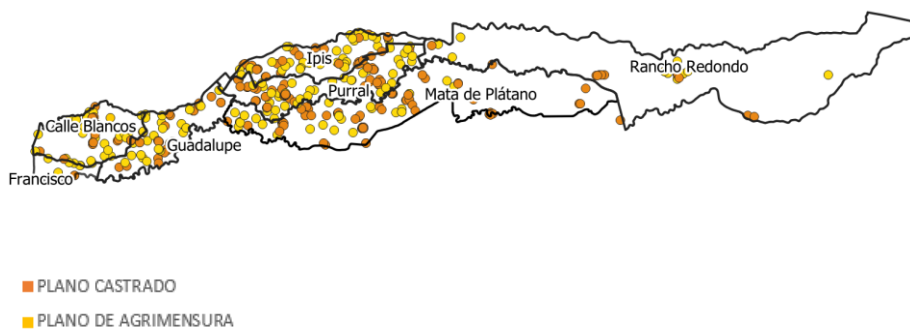 Ipis
Rancho Redondo
Purral
Mata de Plátano
Calle Blancos
Guadalupe
Francisco
PLANO CASTRADO
PLANO DE AGRIMENSURA